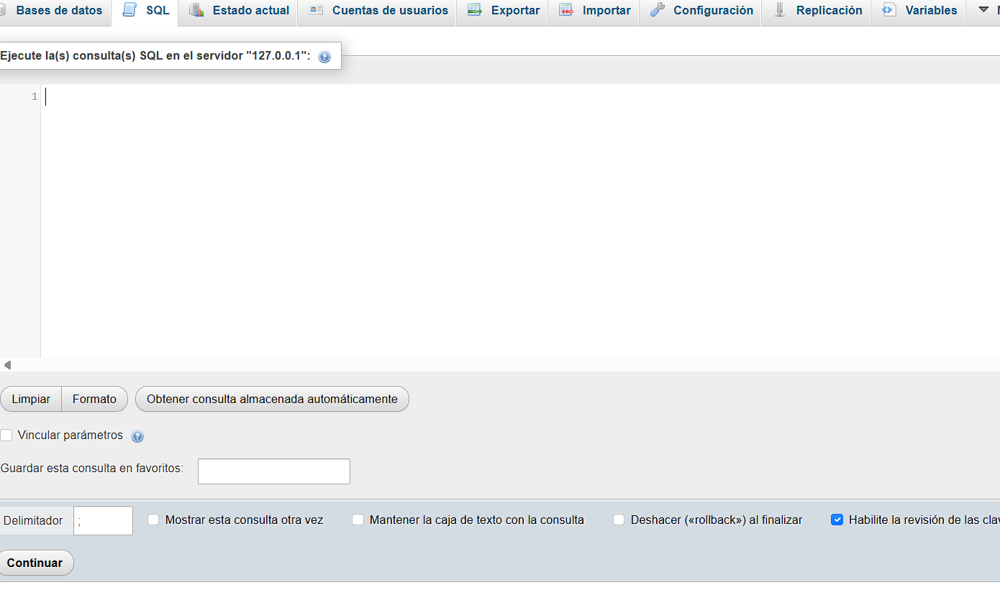 Bases de datos SQL Estado actual Cuentas de usuarios Exportar Importar Configuración Replicación Variables
Ejecute la(s) consulta(s) SQL en el servidor "127.0.0.1":
1
Limpiar Formato Obtener consulta almacenada automáticamente
Vincular parámetros
Guardar esta consulta en favoritos:
Delimitador ; Mostrar esta consulta otra vez Mantener la caja de texto con la consulta Deshacer («rollback») al finalizar Habilite la revisión de las
Continuar